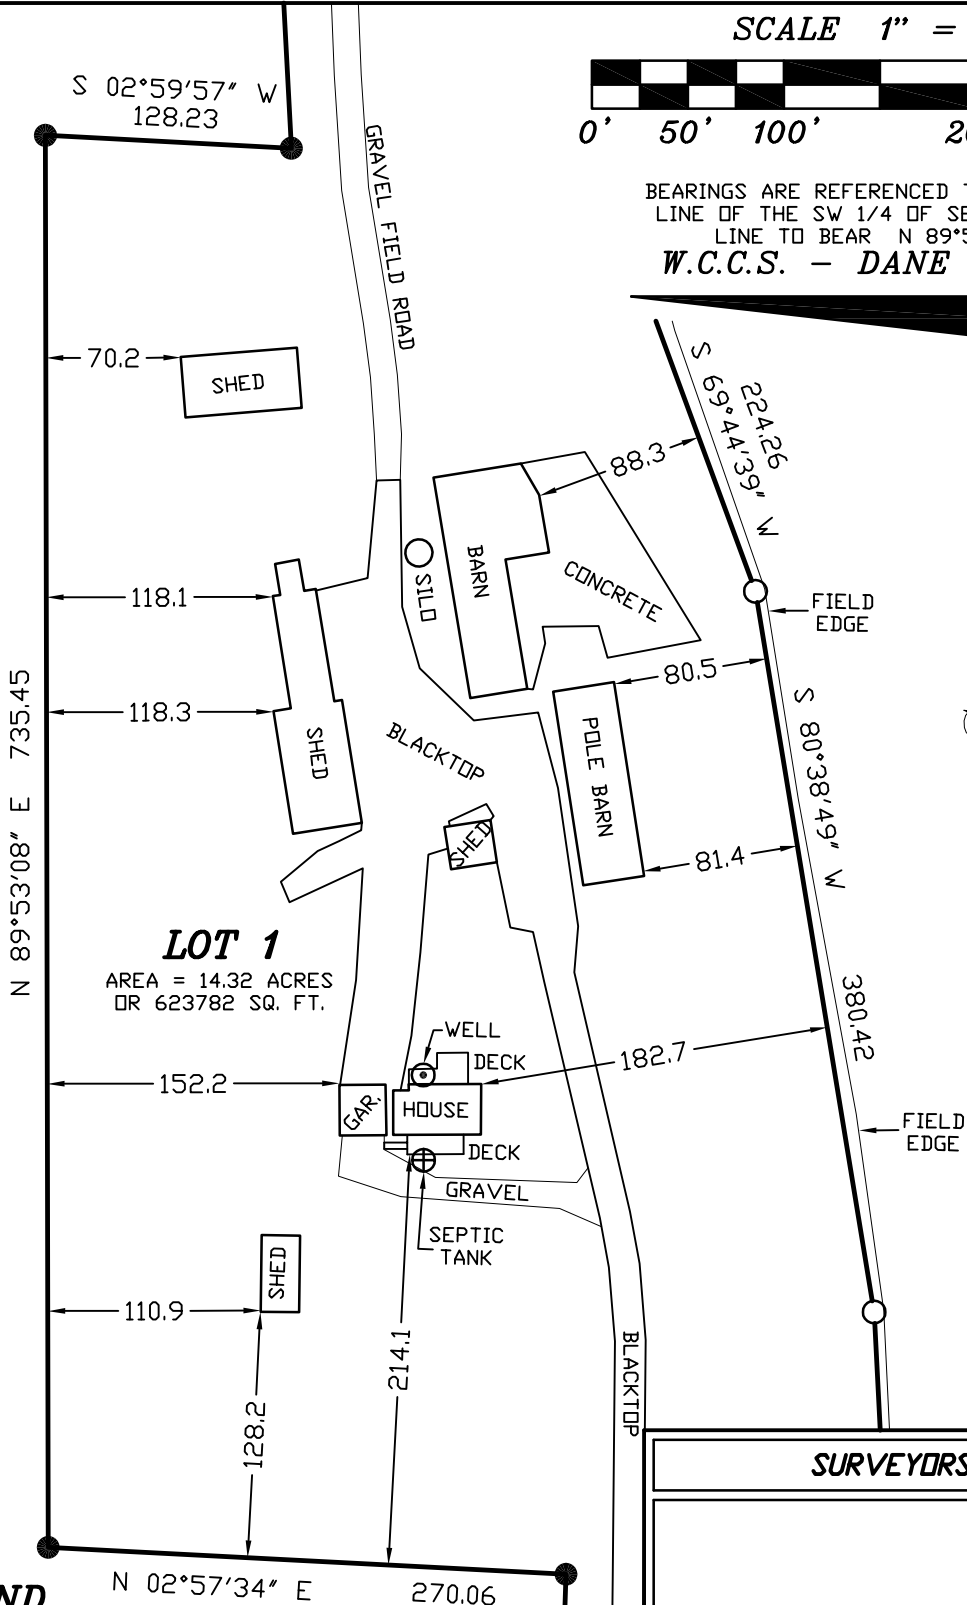 SCALE 1" =
0' 50' 100'
BEARINGS ARE REFERENCED
LINE OF THE SW 1/4 OF
LINE TO BEAR N 89°
W.C.C.S. - DANE
S 02°59'57" W
128.23
GRAVEL FIELD ROAD
70.2
SHED
224.26
S 69°44'39" W
88.3
BARN
SILO
CONCRETE
118.1
FIELD
EDGE
80.5
118.3
SHED
BLACKTOP
POLE BARN
S 80°38'49" W
380.42
N 89°53'08" E 735.45
SHED
81.4
LOT 1
AREA = 14.32 ACRES
OR 623782 SQ. FT.
WELL
DECK
182.7
152.2
GAR.
HOUSE
DECK
FIELD
EDGE
GRAVEL
SEPTIC
TANK
SHED
110.9
128.2
214.1
BLACKTOP
SURVEYORS
N 02°57'34" E
270.06
ND